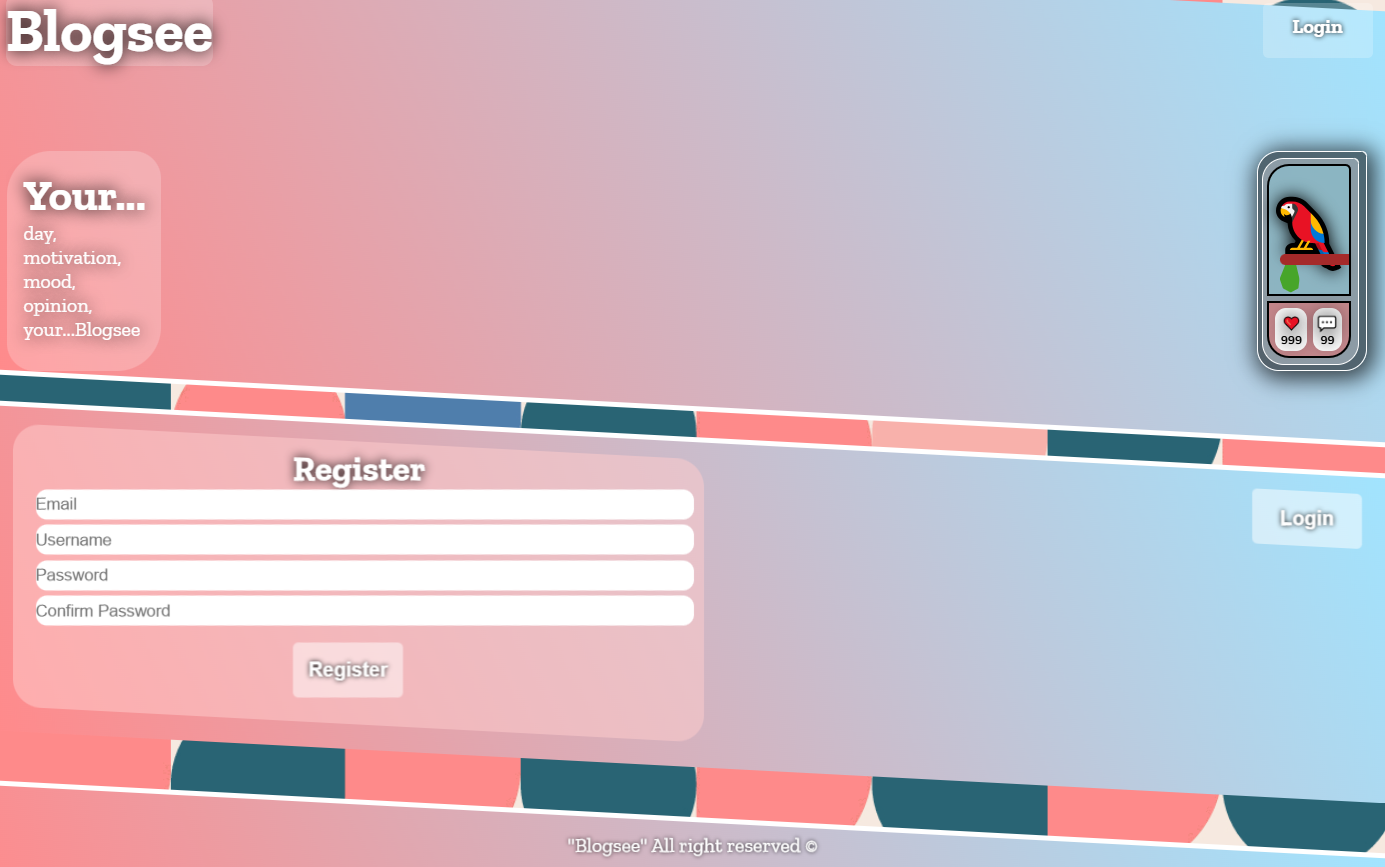 Blogsee
Login
Your...
day,
motivation,
mood,
opinion,
your...Blogsee
999
99
Register
Email
Username
Password
Confirm Password
Register
Login
"Blogsee" All right reserved ©